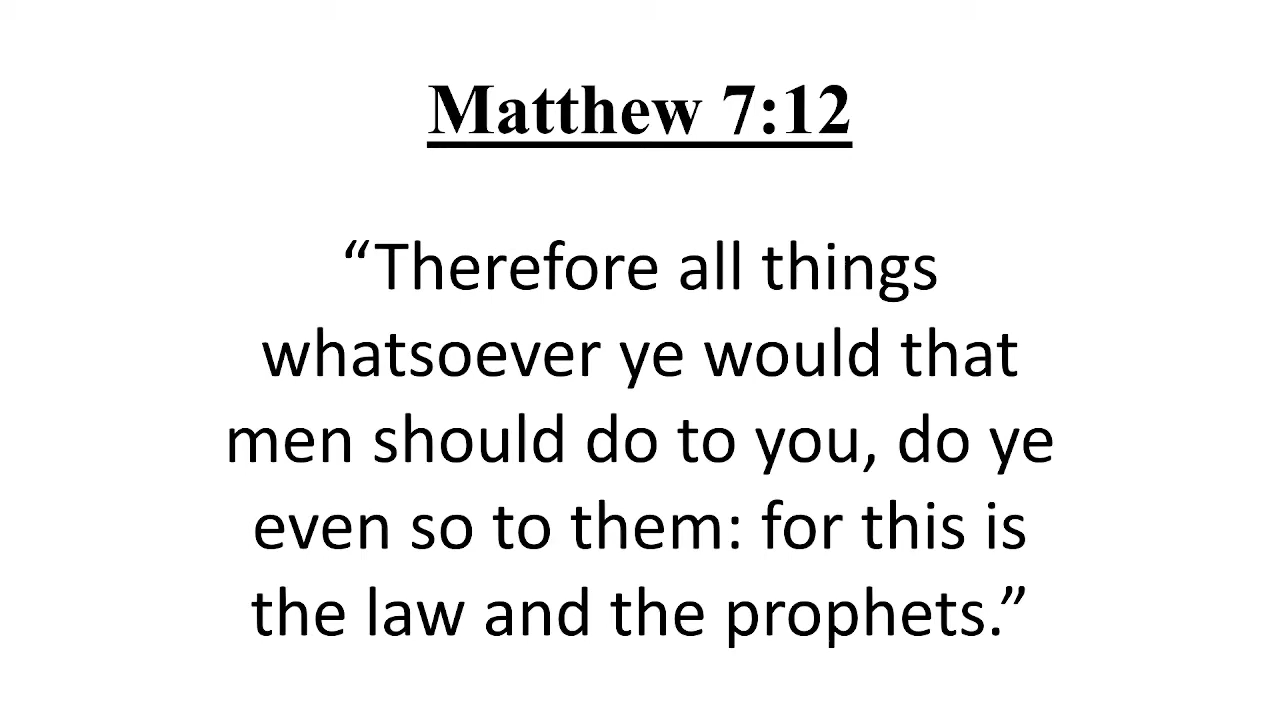 Matthew 7:12
“Therefore all things
whatsoever ye would that
men should do to you, do ye
even so to them: for this is
the law and the prophets.”